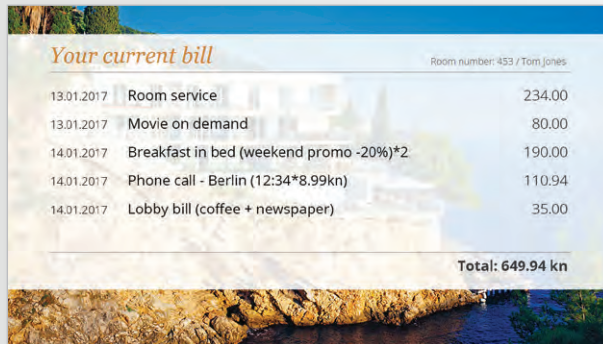 Your current bill
Room number: 453 / Tom Jones
13.01.2017 Room service 234.00
13.01.2017 Movie on demand 80.00
14.01.2017 Breakfast in bed (weekend promo -20%)*2 190.00
14.01.2017 Phone call - Berlin (12:34*8.99kn) 110.94
14.01.2017 Lobby bill (coffee + newspaper) 35.00
Total: 649.94 kn